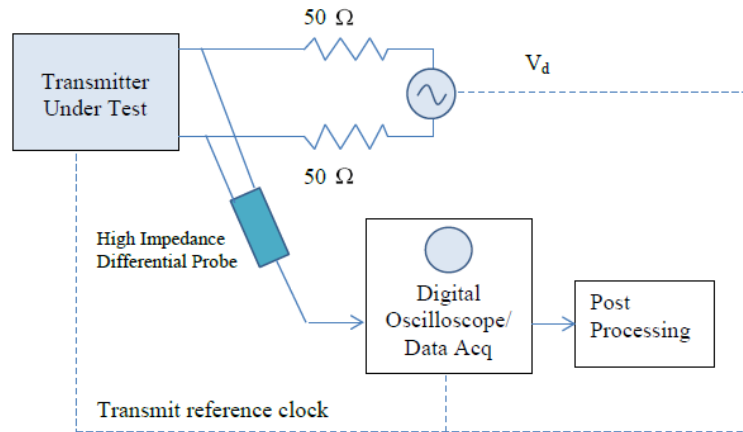 50 Ω
V_d
Transmitter
Under Test
50 Ω
High Impedance
Differential Probe
Digital
Oscilloscope/
Data Acq
Post
Processing
Transmit reference clock